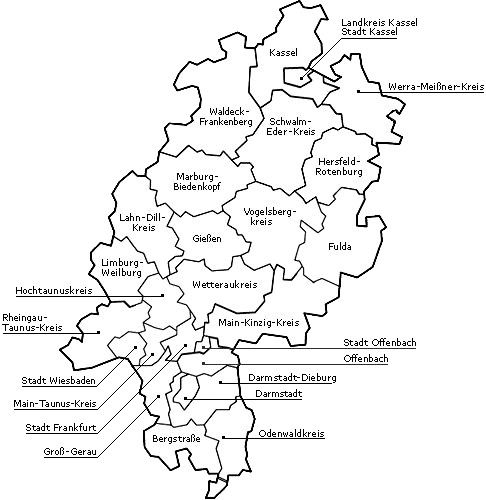 Landkreis Kassel
Stadt Kassel
Kassel
Werra-Meißner-Kreis
Waldeck-
Frankenberg
Schwalm-
Eder-Kreis
Hersfeld-
Rotenburg
Marburg-
Biedenkopf
Lahn-Dill-
Kreis
Vogelsberg-
kreis
Gießen
Fulda
Limburg-
Weilburg
Hochtaunuskreis
Wetteraukreis
Rheingau-
Taunus-Kreis
Main-Kinzig-Kreis
Stadt Offenbach
Offenbach
Stadt Wiesbaden
Darmstadt-Dieburg
Darmstadt
Main-Taunus-Kreis
Stadt Frankfurt
Bergstraße
Odenwaldkreis
Groß-Gerau